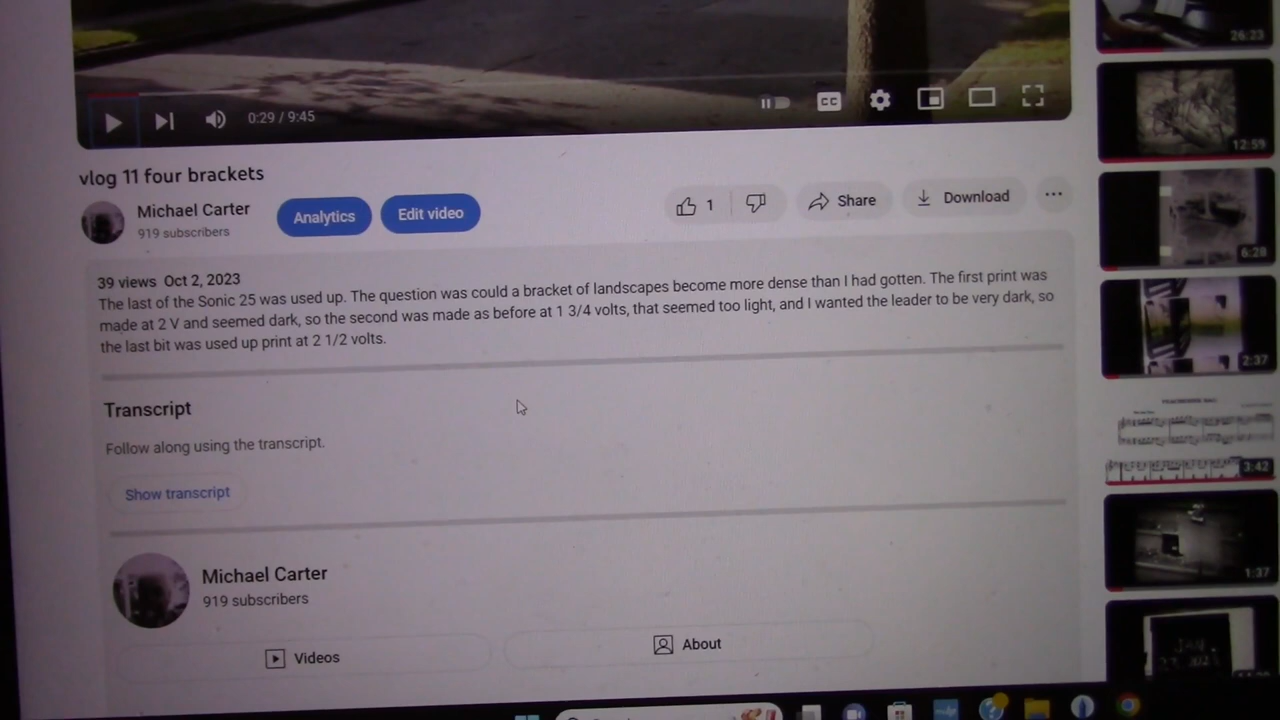 26:23
0:29 / 9:45
CC
12:59
vlog 11 four brackets
Michael Carter
919 subscribers
Analytics
Edit video
1
Share
Download
6:28
39 views Oct 2, 2023
The last of the Sonic 25 was used up. The question was could a bracket of landscapes become more dense than I had gotten. The first print was
made at 2 V and seemed dark, so the second was made as before at 1 3/4 volts, that seemed too light, and I wanted the leader to be very dark, so
the last bit was used up print at 2 1/2 volts.
2:37
Transcript
Follow along using the transcript.
Show transcript
3:42
1:37
Michael Carter
919 subscribers
Videos
About
JAN